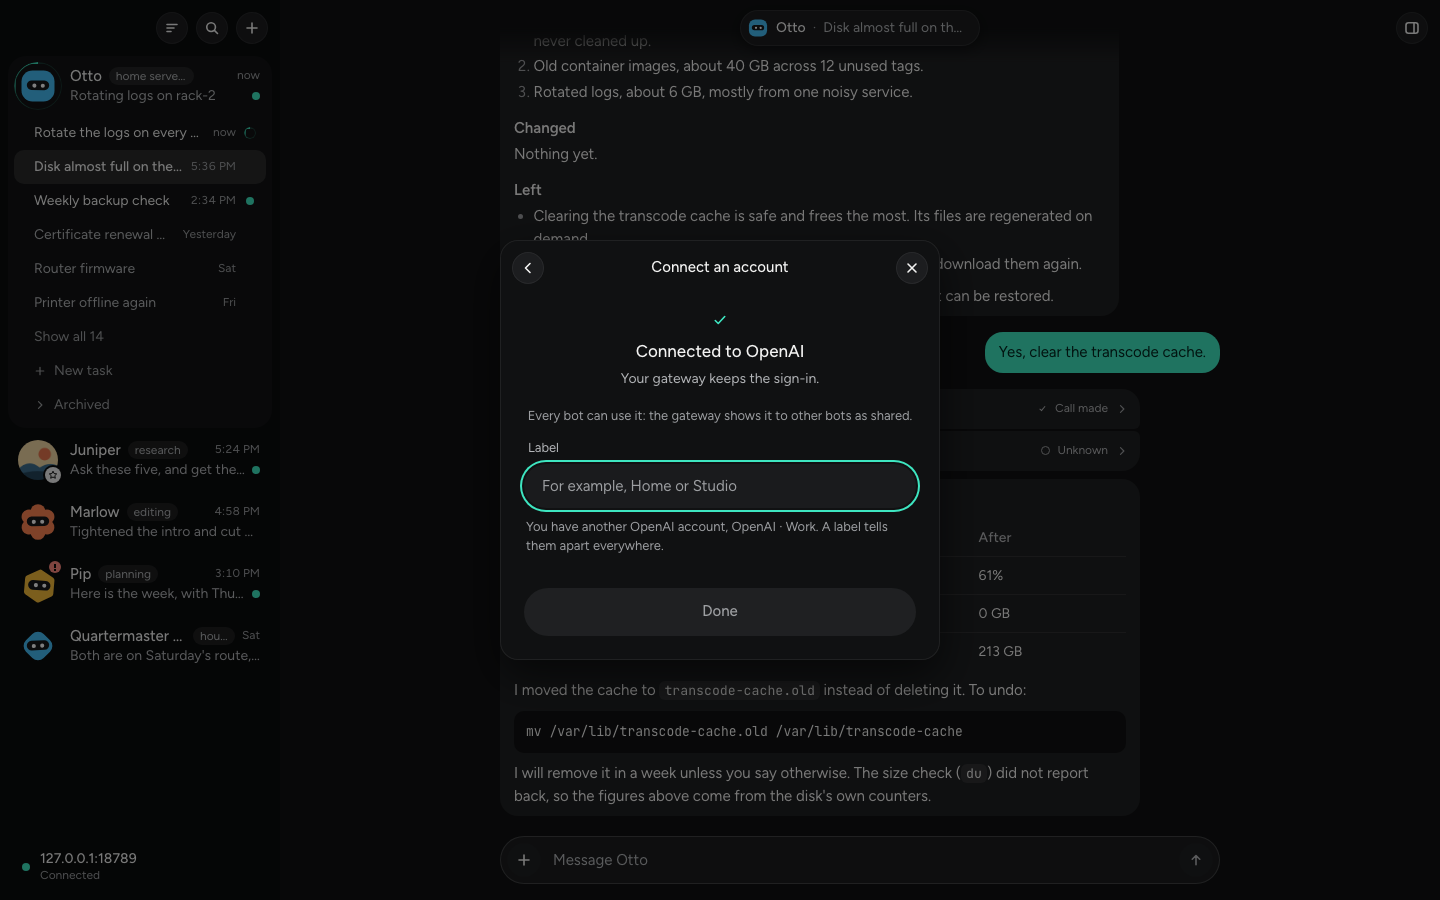 Otto home serve... now
Rotating logs on rack-2
Rotate the logs on every ... now
Disk almost full on the... 5:36 PM
Weekly backup check 2:34 PM
Certificate renewal ... Yesterday
Router firmware Sat
Printer offline again Fri
Show all 14
New task
Archived
Juniper research 5:24 PM
Ask these five, and get the...
Marlow editing 4:58 PM
Tightened the intro and cut ...
Pip planning 3:10 PM
Here is the week, with Thu...
Quartermaster ... hou... Sat
Both are on Saturday's route,...
127.0.0.1:18789
Connected
Otto · Disk almost full on th...
never cleaned up.
2. Old container images, about 40 GB across 12 unused tags.
3. Rotated logs, about 6 GB, mostly from one noisy service.
Changed
Nothing yet.
Left
• Clearing the transcode cache is safe and frees the most. Its files are regenerated on
demand.
download them again.
can be restored.
Yes, clear the transcode cache.
Call made
Unknown
Connect an account
Connected to OpenAI
Your gateway keeps the sign-in.
Every bot can use it: the gateway shows it to other bots as shared.
Label
For example, Home or Studio
You have another OpenAI account, OpenAI · Work. A label tells
them apart everywhere.
Done
After
61%
0 GB
213 GB
I moved the cache to transcode-cache.old instead of deleting it. To undo:
mv /var/lib/transcode-cache.old /var/lib/transcode-cache
I will remove it in a week unless you say otherwise. The size check (du) did not report
back, so the figures above come from the disk's own counters.
Message Otto